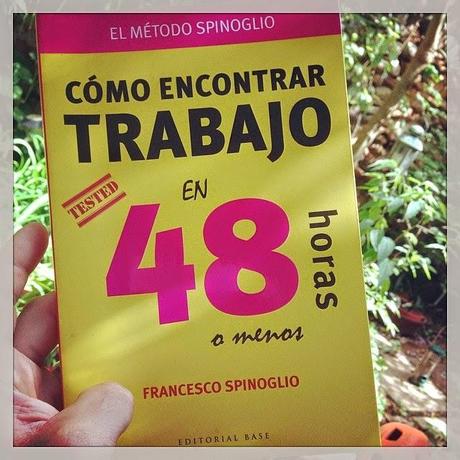 EL MÉTODO SPINOGLIO
CÓMO ENCONTRAR
TRABAJO
TESTED
EN
48
horas
o menos
FRANCESCO SPINOGLIO
EDITORIAL BASE